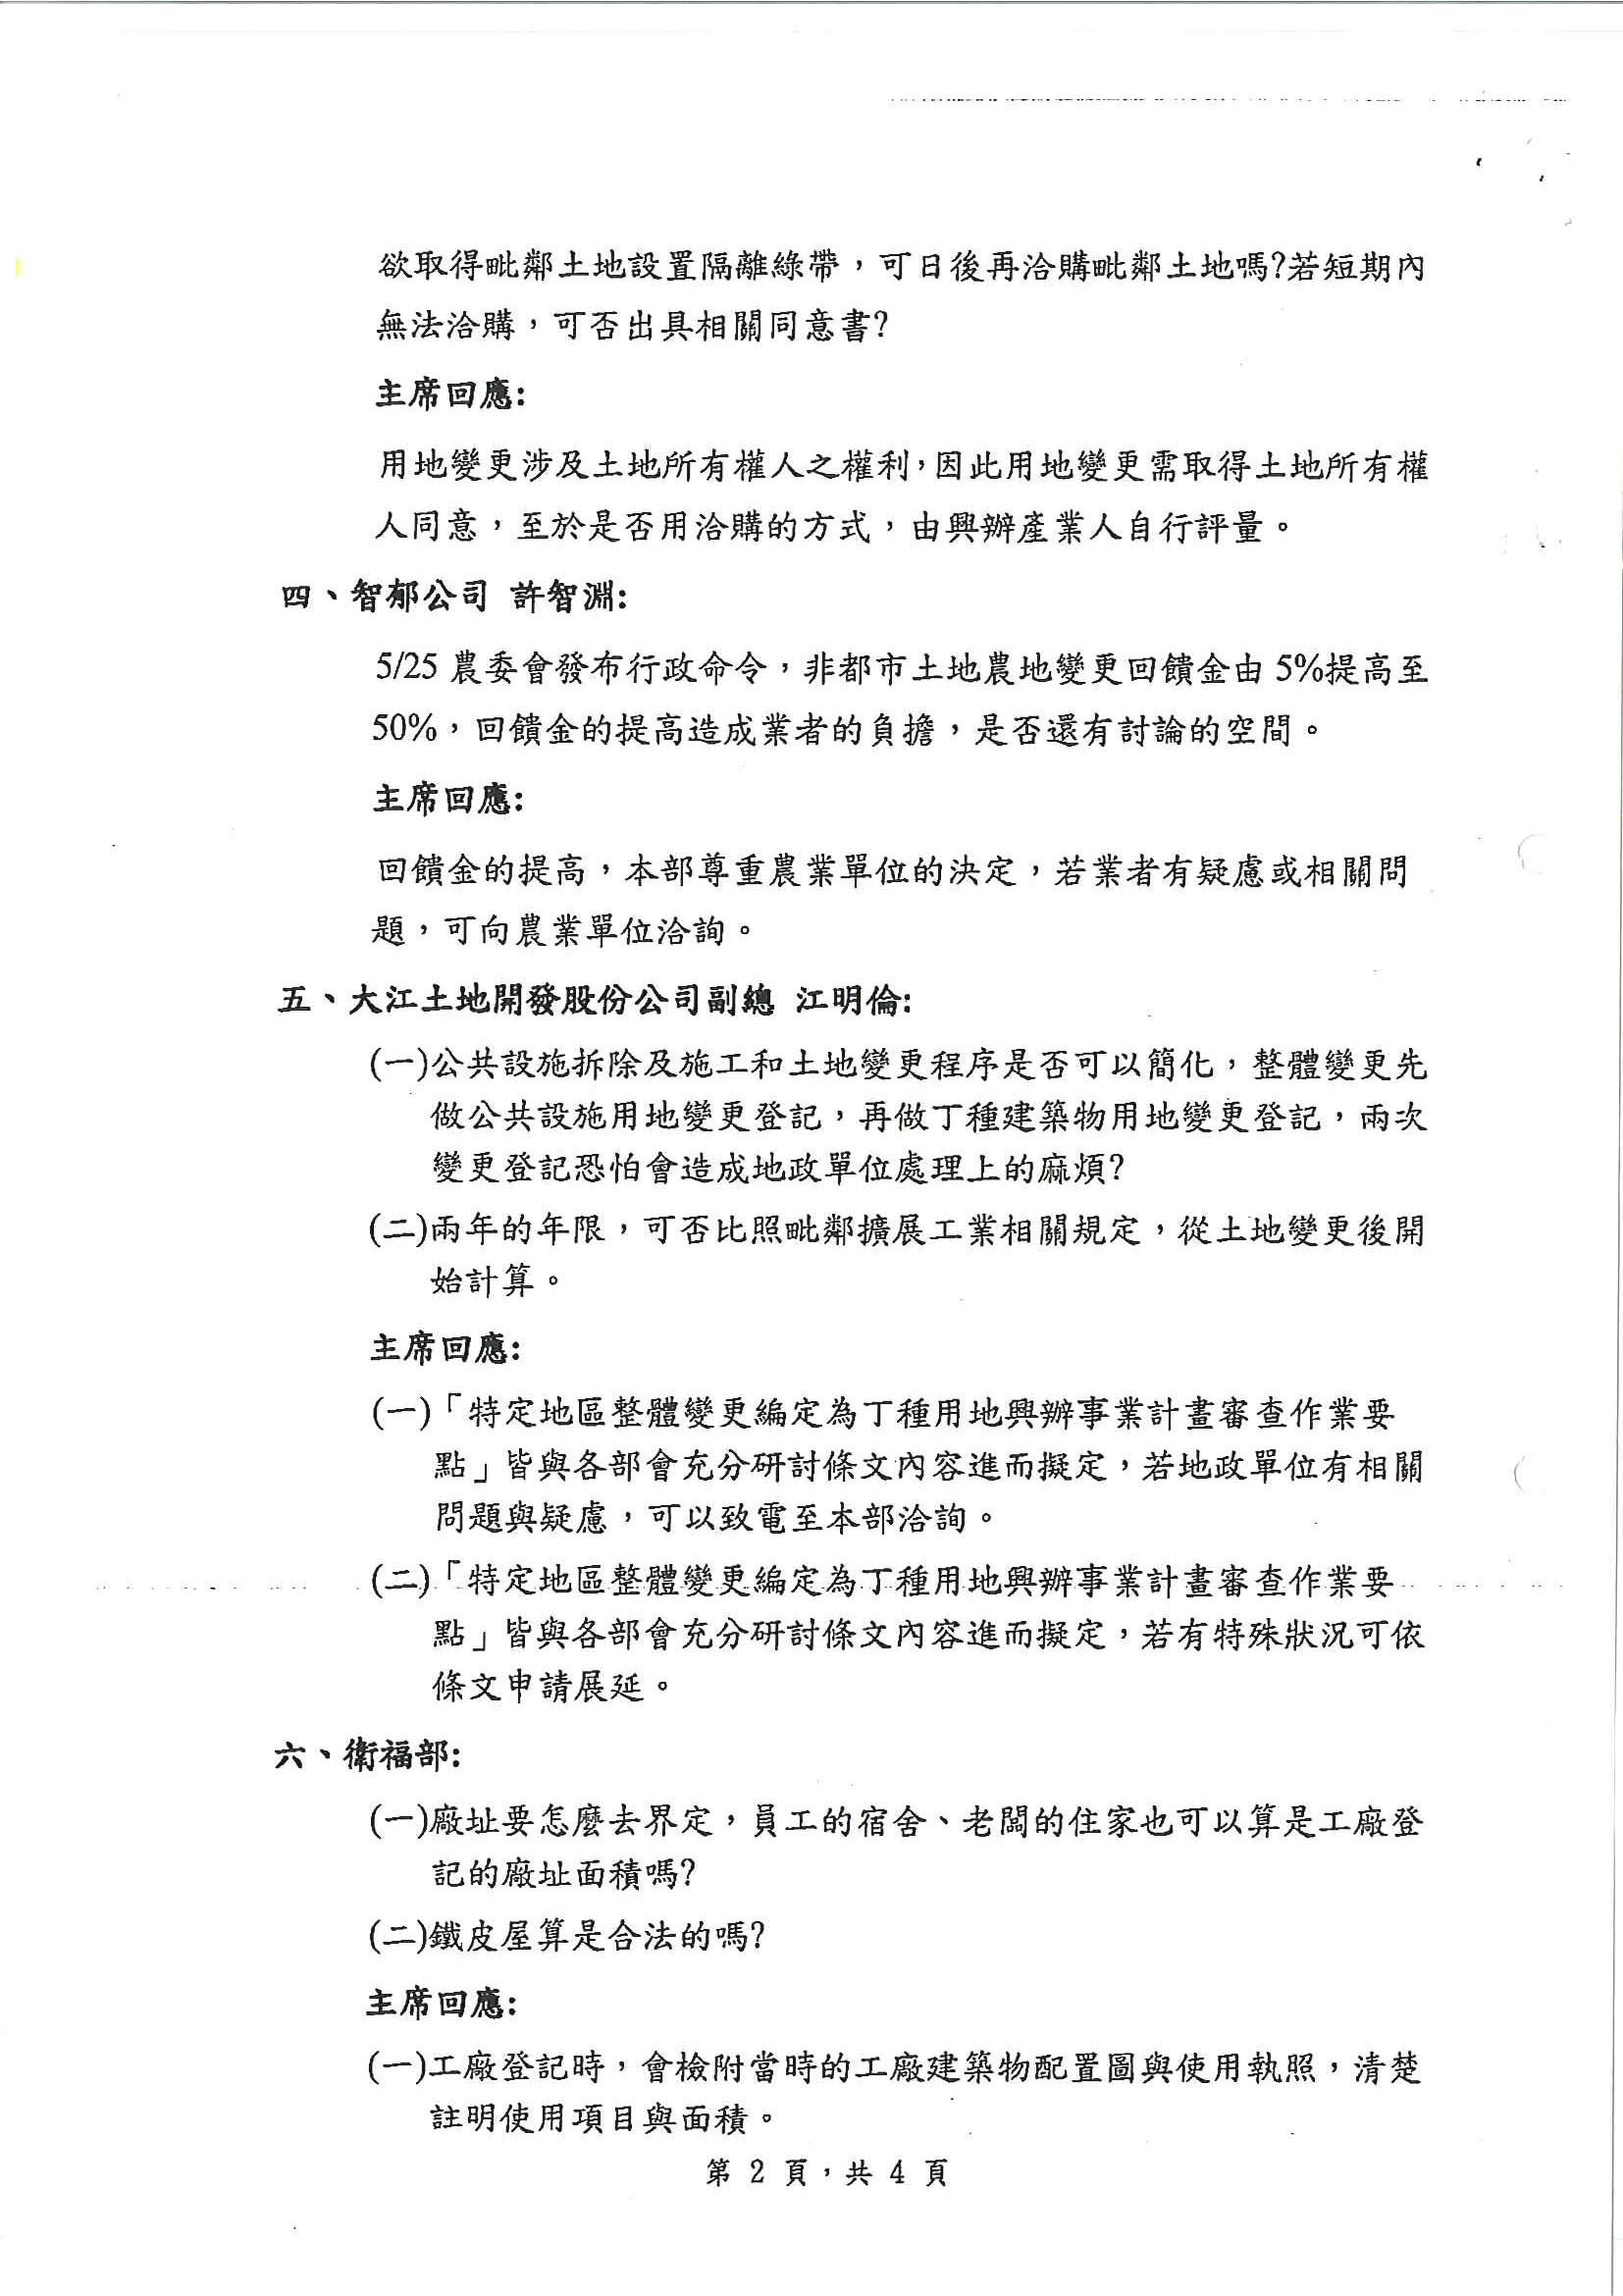 欲取得毗鄰土地設置隔離綠帶，可日後再洽購毗鄰土地嗎?若短期內
無法洽購，可否出具相關同意書?
主席回應:
用地變更涉及土地所有權人之權利，因此用地變更需取得土地所有權
人同意，至於是否用洽購的方式，由興辦產業人自行評量。
四、智郁公司 許智淵:
5/25 農委會發布行政命令，非都市土地農地變更回饋金由 5%提高至
50%，回饋金的提高造成業者的負擔，是否還有討論的空間。
主席回應:
回饋金的提高，本部尊重農業單位的決定，若業者有疑慮或相關問
題，可向農業單位洽詢。
五、大江土地開發股份公司副總 江明倫:
(一)公共設施拆除及施工和土地變更程序是否可以簡化，整體變更先
做公共設施用地變更登記，再做丁種建築物用地變更登記，兩次
變更登記恐怕會造成地政單位處理上的麻煩?
(二)兩年的年限，可否比照毗鄰擴展工業相關規定，從土地變更後開
始計算。
主席回應:
(一)「特定地區整體變更編定為丁種用地興辦事業計畫審查作業要
點」皆與各部會充分研討條文內容進而擬定，若地政單位有相關
問題與疑慮，可以致電至本部洽詢。
(二)「特定地區整體變更編定為丁種用地興辦事業計畫審查作業要
點」皆與各部會充分研討條文內容進而擬定，若有特殊狀況可依
條文申請展延。
六、衛福部:
(一)廠址要怎麼去界定，員工的宿舍、老闆的住家也可以算是工廠登
記的廠址面積嗎?
(二)鐵皮屋算是合法的嗎?
主席回應:
(一)工廠登記時，會檢附當時的工廠建築物配置圖與使用執照，清楚
註明使用項目與面積。
第 2 頁，共 4 頁